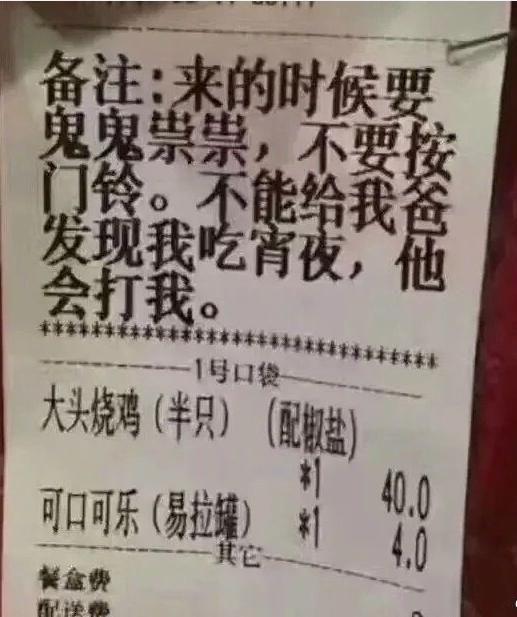 备注:来的时候要
鬼鬼祟祟，不要按
门铃。不能给我爸
发现我吃宵夜，他
会打我。
********************************
1号口袋
大头烧鸡(半只) (配椒盐)
*1 40.0
可口可乐(易拉罐) *1 4.0
其它
餐盒费
配送费